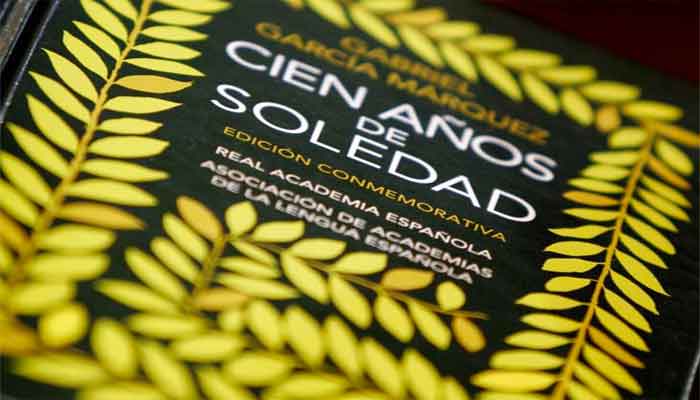 GABRIEL
GARCÍA MÁRQUEZ
CIEN AÑOS
DE
SOLEDAD
EDICIÓN CONMEMORATIVA
REAL ACADEMIA ESPAÑOLA
ASOCIACIÓN DE ACADEMIAS
DE LA LENGUA ESPAÑOLA